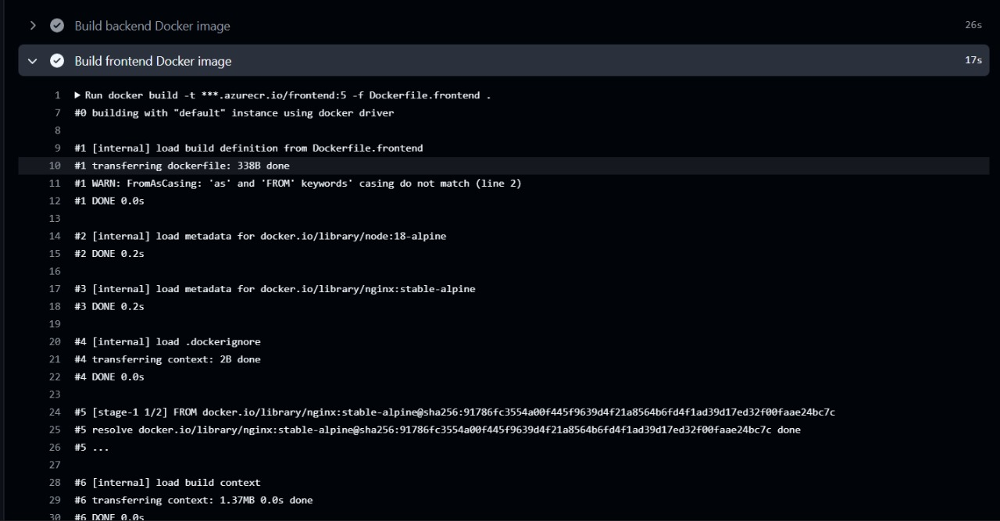 Build backend Docker image 26s
Build frontend Docker image 17s
1 Run docker build -t ***.azurecr.io/frontend:5 -f Dockerfile.frontend .
7 #0 building with "default" instance using docker driver
8
9 #1 [internal] load build definition from Dockerfile.frontend
10 #1 transferring dockerfile: 338B done
11 #1 WARN: FromAsCasing: 'as' and 'FROM' keywords' casing do not match (line 2)
12 #1 DONE 0.0s
13
14 #2 [internal] load metadata for docker.io/library/node:18-alpine
15 #2 DONE 0.2s
16
17 #3 [internal] load metadata for docker.io/library/nginx:stable-alpine
18 #3 DONE 0.2s
19
20 #4 [internal] load .dockerignore
21 #4 transferring context: 2B done
22 #4 DONE 0.0s
23
24 #5 [stage-1 1/2] FROM docker.io/library/nginx:stable-alpine@sha256:91786fc3554a00f445f9639d4f21a8564b6fd4f1ad39d17ed32f00faae24bc7c
25 #5 resolve docker.io/library/nginx:stable-alpine@sha256:91786fc3554a00f445f9639d4f21a8564b6fd4f1ad39d17ed32f00faae24bc7c done
26 #5 ...
27
28 #6 [internal] load build context
29 #6 transferring context: 1.37MB 0.0s done
30 #6 DONE 0.0s